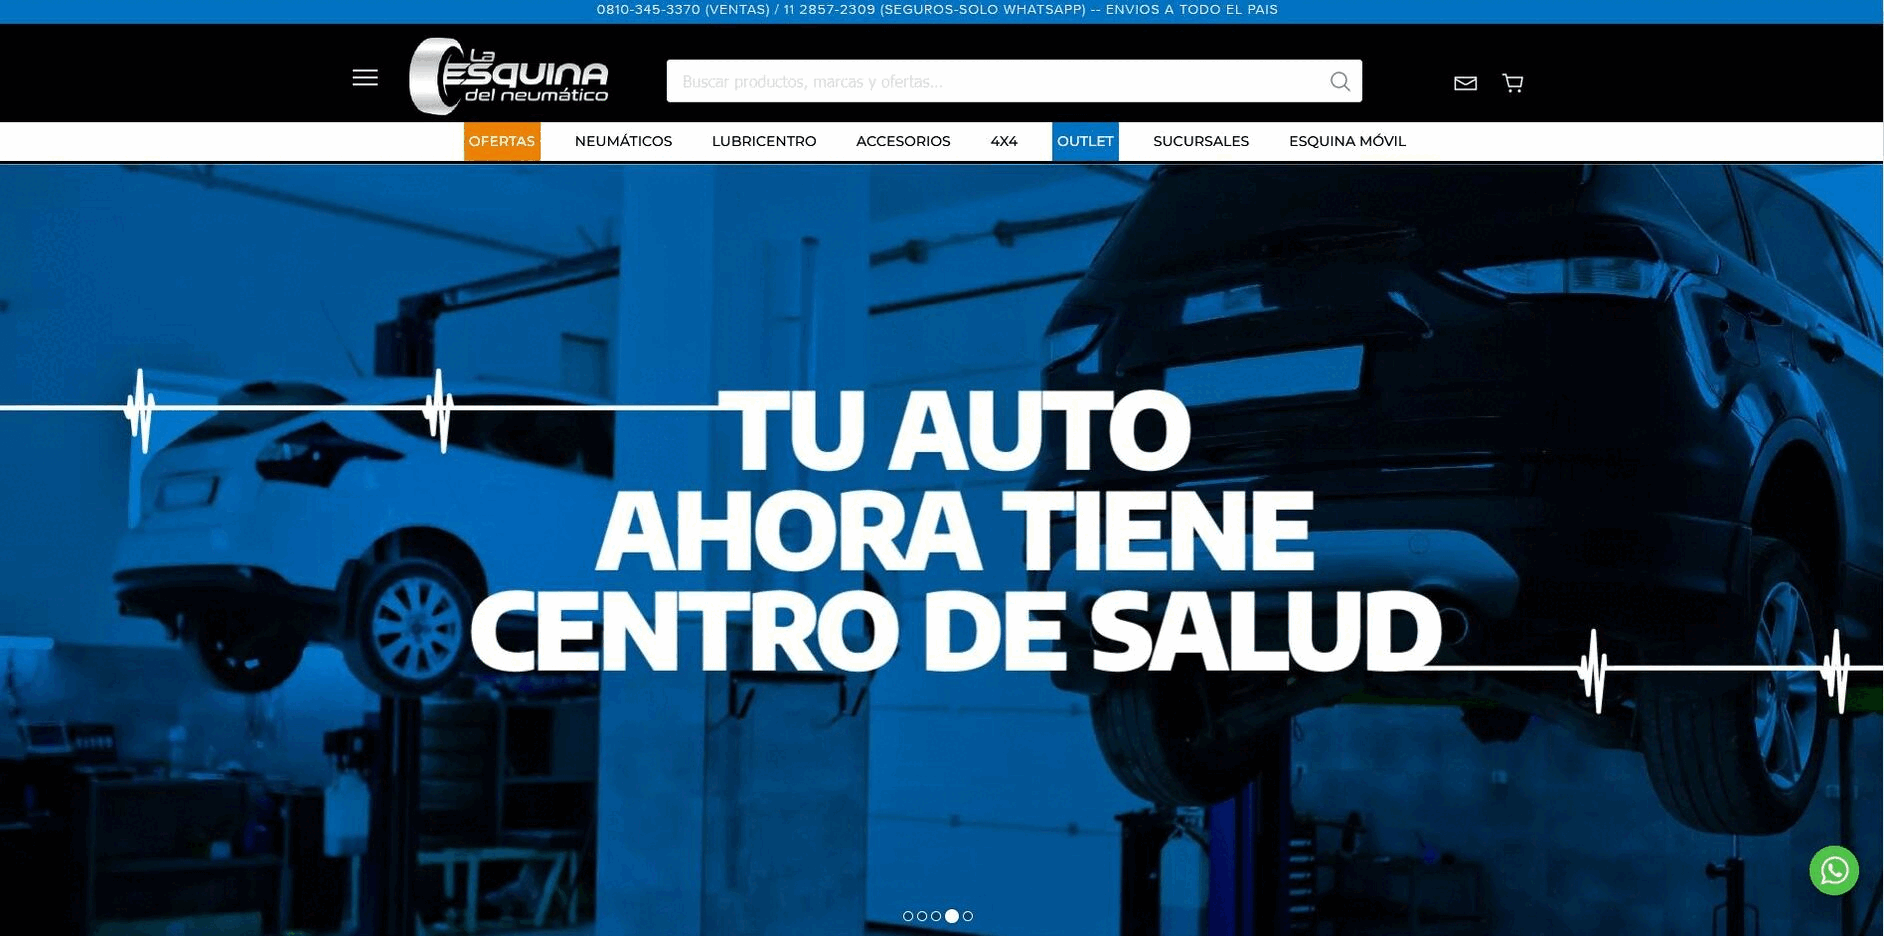 0810-345-3370 (VENTAS) / 11 2857-2309 (SEGUROS-SOLO WHATSAPP) -- ENVIOS A TODO EL PAIS
La
ESQUINA
del neumático
Buscar productos, marcas y ofertas...
OFERTAS NEUMÁTICOS LUBRICENTRO ACCESORIOS 4X4 OUTLET SUCURSALES ESQUINA MÓVIL
TU AUTO
AHORA TIENE
CENTRO DE SALUD